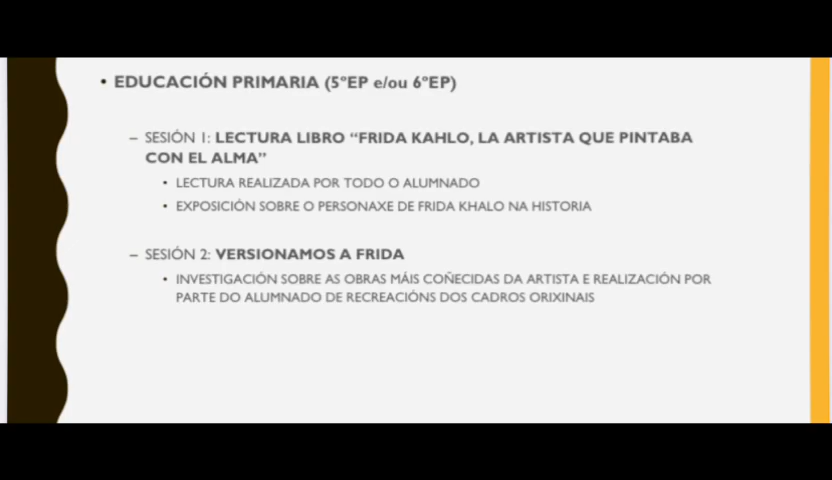 • EDUCACIÓN PRIMARIA (5ºEP e/ou 6ºEP)
– SESIÓN 1: LECTURA LIBRO “FRIDA KAHLO, LA ARTISTA QUE PINTABA
CON EL ALMA”
• LECTURA REALIZADA POR TODO O ALUMNADO
• EXPOSICIÓN SOBRE O PERSONAXE DE FRIDA KHALO NA HISTORIA
– SESIÓN 2: VERSIONAMOS A FRIDA
• INVESTIGACIÓN SOBRE AS OBRAS MÁIS COÑECIDAS DA ARTISTA E REALIZACIÓN POR
PARTE DO ALUMNADO DE RECREACIÓNS DOS CADROS ORIXINAIS